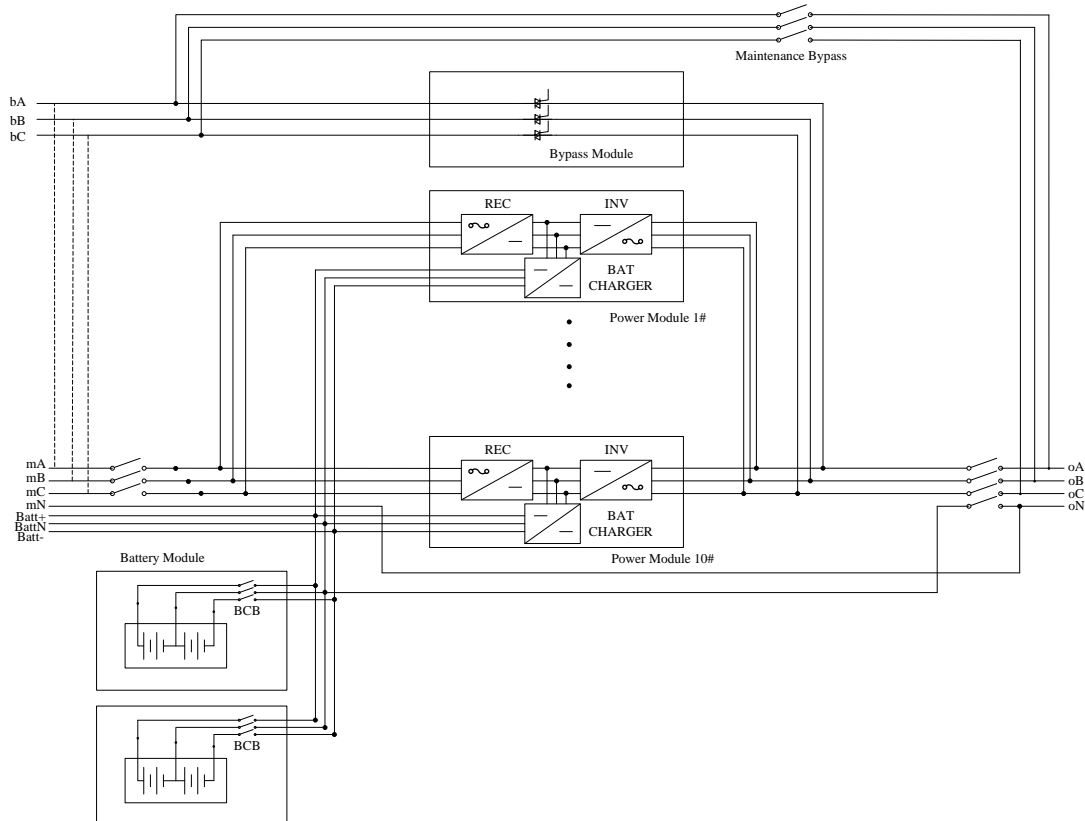 Maintenance Bypass
bA
bB
bC
Bypass Module
REC
INV
BAT
CHARGER
Power Module 1#
REC
INV
mA
mB
mC
mN
Batt+
BattN
Batt-
oA
oB
oC
oN
BAT
CHARGER
Power Module 10#
Battery Module
BCB
BCB